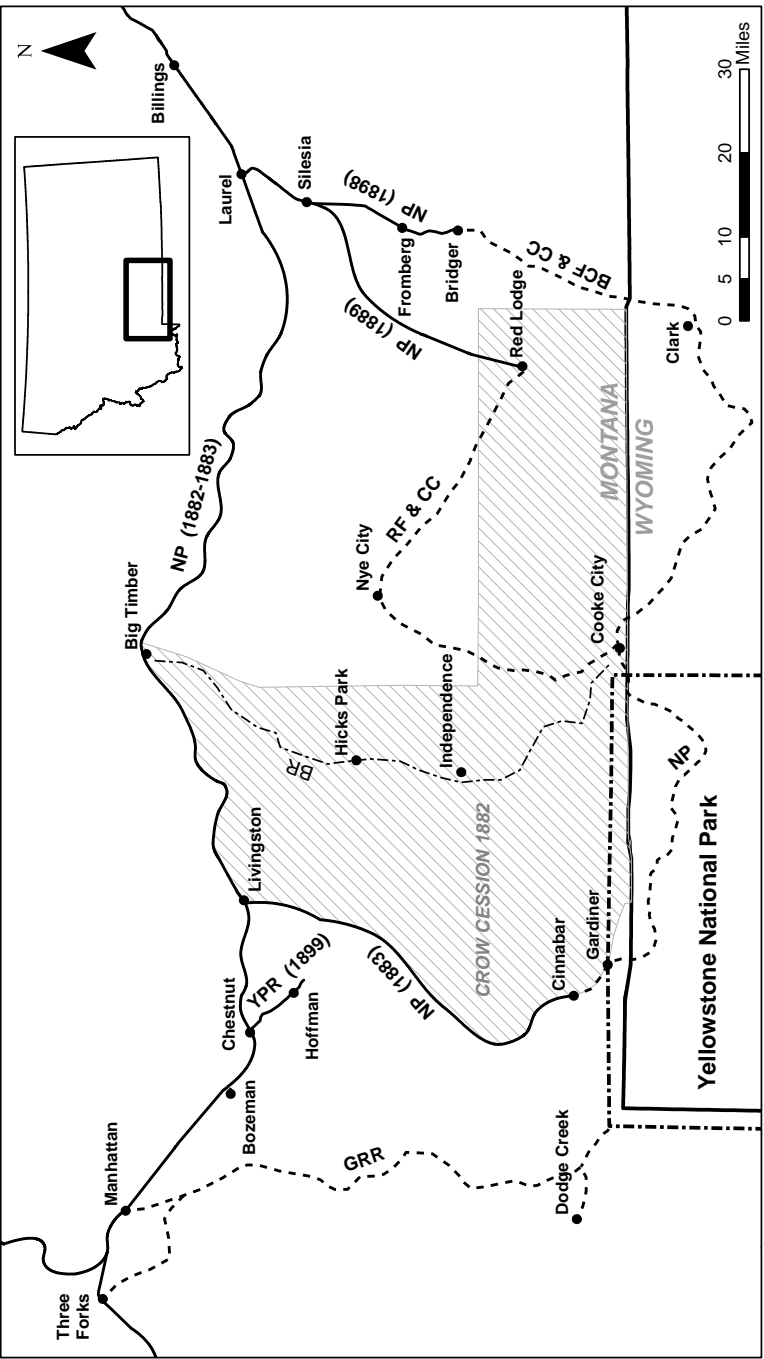 N
Billings
Laurel
Silesia
NP (1898)
Fromberg
Bridger
BCF & CC
NP (1889)
Red Lodge
Clark
0 5 10 20 30 Miles
NP (1882-1883)
Big Timber
RF & CC
Nye City
MONTANA
WYOMING
Cooke City
Hicks Park
BR
Independence
Livingston
CROW CESSION 1882
NP
Chestnut
YPR (1899)
Hoffman
NP (1883)
Cinnabar
Gardiner
Yellowstone National Park
Bozeman
Manhattan
Three
Forks
GRR
Dodge Creek